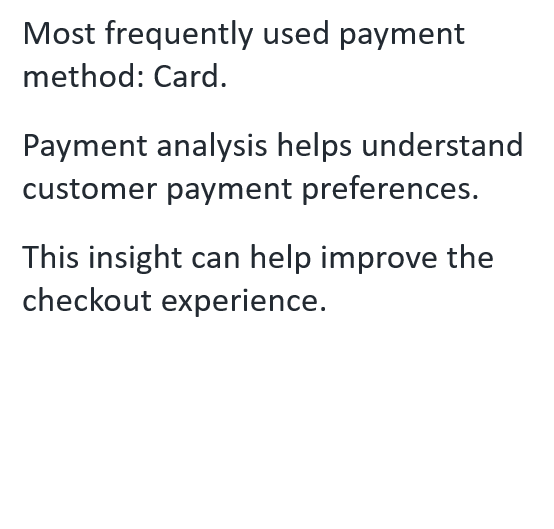 Most frequently used payment
method: Card.
Payment analysis helps understand
customer payment preferences.
This insight can help improve the
checkout experience.